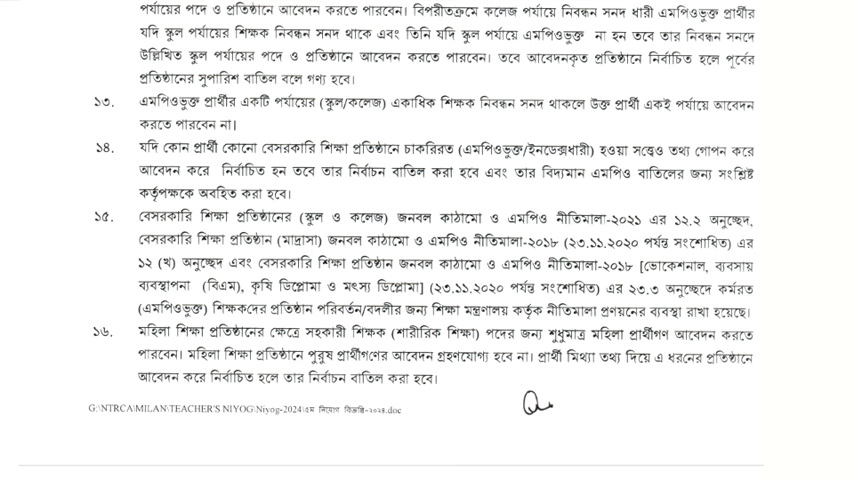 পর্যায়ের পদে ও প্রতিষ্ঠানে আবেদন করতে পারবেন। বিপরীতক্রমে কলেজ পর্যায়ে নিবন্ধন সনদ ধারী এমপিওভুক্ত প্রার্থীর
যদি স্কুল পর্যায়ের শিক্ষক নিবন্ধন সনদ থাকে এবং তিনি যদি স্কুল পর্যায়ে এমপিওভুক্ত না হন তবে তার নিবন্ধন সনদে
উল্লিখিত স্কুল পর্যায়ের পদে ও প্রতিষ্ঠানে আবেদন করতে পারবেন। তবে আবেদনকৃত প্রতিষ্ঠানে নির্বাচিত হলে পূর্বের
প্রতিষ্ঠানের সুপারিশ বাতিল বলে গণ্য হবে।
১৩. এমপিওভুক্ত প্রার্থীর একটি পর্যায়ের (স্কুল/কলেজ) একাধিক শিক্ষক নিবন্ধন সনদ থাকলে উক্ত প্রার্থী একই পর্যায়ে আবেদন
করতে পারবেন না।
১৪. যদি কোন প্রার্থী কোনো বেসরকারি শিক্ষা প্রতিষ্ঠানে চাকরিরত (এমপিওভুক্ত/ইনডেক্সধারী) হওয়া সত্ত্বেও তথ্য গোপন করে
আবেদন করে নির্বাচিত হন তবে তার নির্বাচন বাতিল করা হবে এবং তার বিদ্যমান এমপিও বাতিলের জন্য সংশ্লিষ্ট
কর্তৃপক্ষকে অবহিত করা হবে।
১৫. বেসরকারি শিক্ষা প্রতিষ্ঠানের (স্কুল ও কলেজ) জনবল কাঠামো ও এমপিও নীতিমালা-২০২১ এর ১২.২ অনুচ্ছেদ,
বেসরকারি শিক্ষা প্রতিষ্ঠান (মাদ্রাসা) জনবল কাঠামো ও এমপিও নীতিমালা-২০১৮ (২৩.১১.২০২০ পর্যন্ত সংশোধিত) এর
১২ (খ) অনুচ্ছেদ এবং বেসরকারি শিক্ষা প্রতিষ্ঠান জনবল কাঠামো ও এমপিও নীতিমালা-২০১৮ [ভোকেশনাল, ব্যবসায়
ব্যবস্থাপনা (বিএম), কৃষি ডিপ্লোমা ও মৎস্য ডিপ্লোমা] (২৩.১১.২০২০ পর্যন্ত সংশোধিত) এর ২৩.৩ অনুচ্ছেদে কর্মরত
(এমপিওভুক্ত) শিক্ষকদের প্রতিষ্ঠান পরিবর্তন/বদলীর জন্য শিক্ষা মন্ত্রণালয় কর্তৃক নীতিমালা প্রণয়নের ব্যবস্থা রাখা হয়েছে।
১৬. মহিলা শিক্ষা প্রতিষ্ঠানের ক্ষেত্রে সহকারী শিক্ষক (শারীরিক শিক্ষা) পদের জন্য শুধুমাত্র মহিলা প্রার্থীগণ আবেদন করতে
পারবেন। মহিলা শিক্ষা প্রতিষ্ঠানে পুরুষ প্রার্থীগণের আবেদন গ্রহণযোগ্য হবে না। প্রার্থী মিথ্যা তথ্য দিয়ে এ ধরনের প্রতিষ্ঠানে
আবেদন করে নির্বাচিত হলে তার নির্বাচন বাতিল করা হবে।
G:\NTRCA\MILAN\TEACHER'S NIYOG\Niyog-2024\৫ম নিয়োগ বিজ্ঞপ্তি-২০২৪.doc